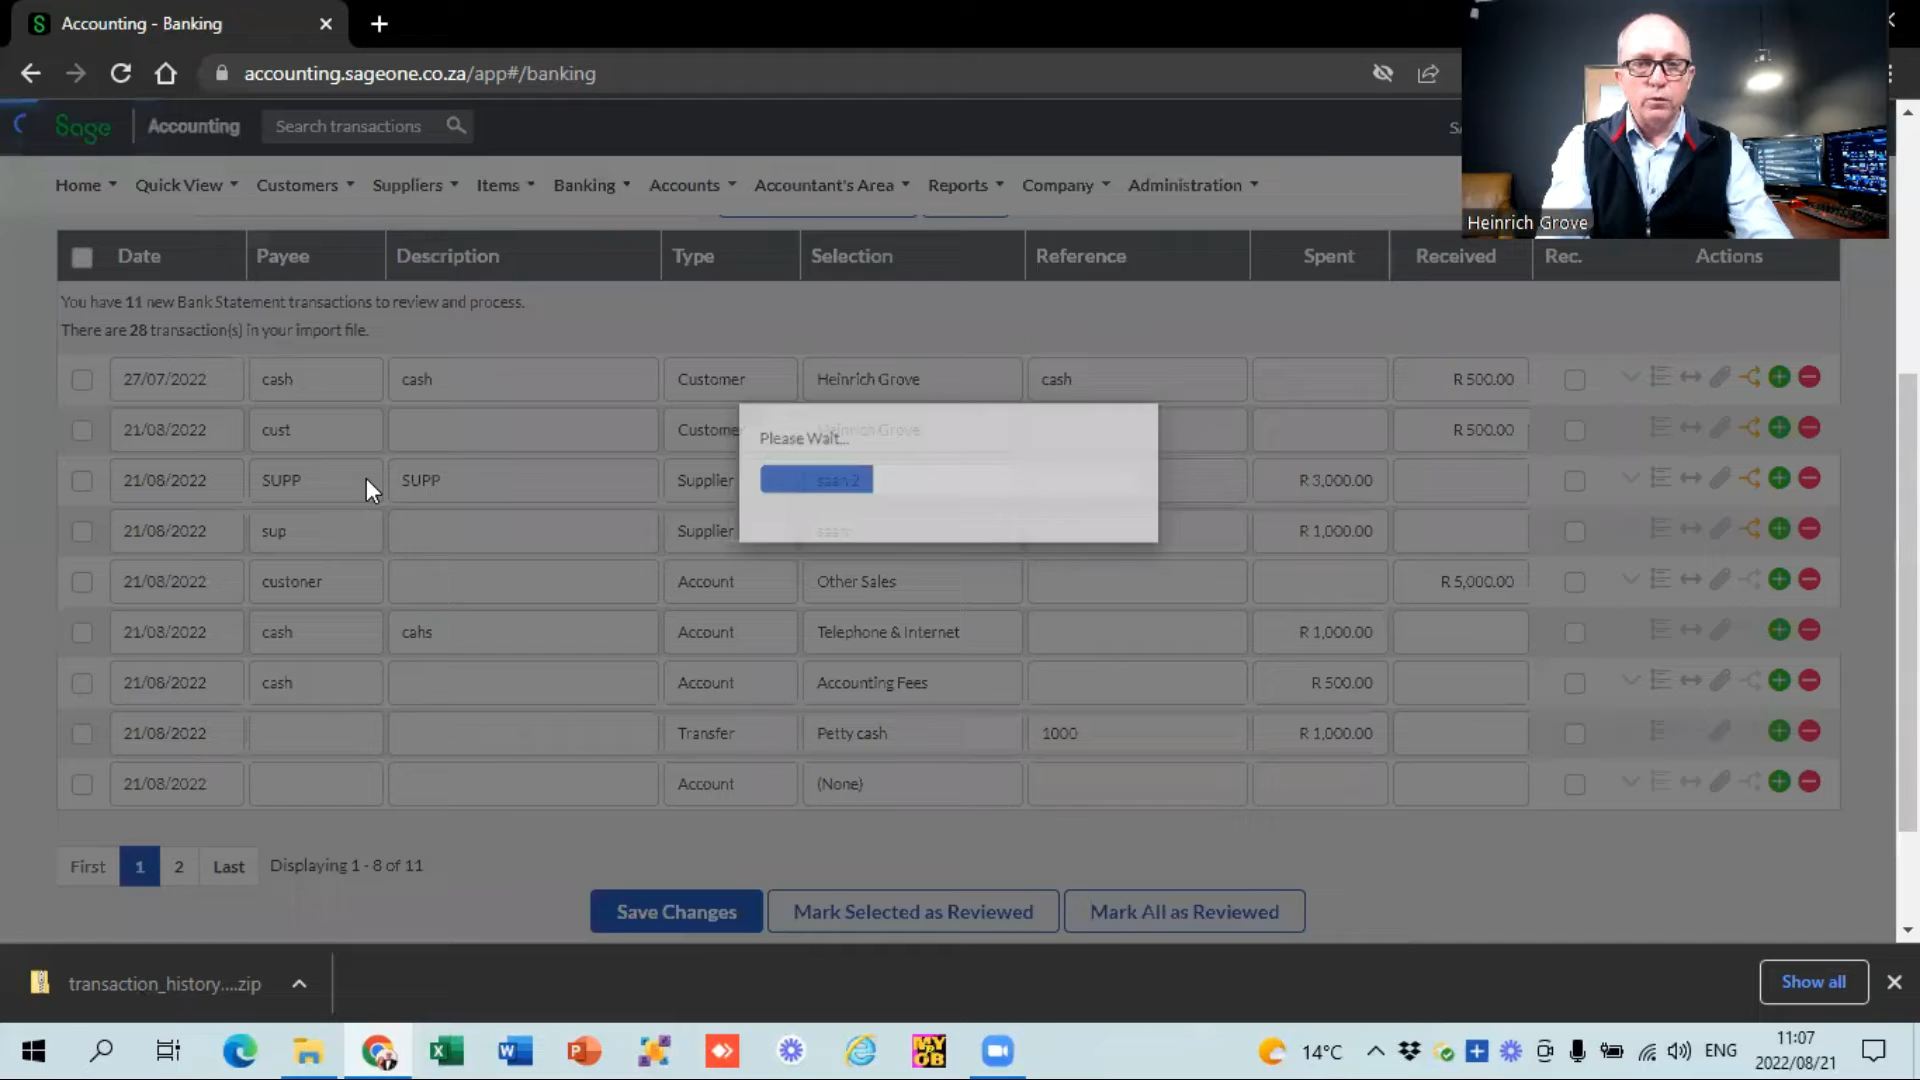 Accounting - Banking
accounting.sageone.co.za/app#/banking
Sage Accounting Search transactions
Heinrich Grove
Home Quick View Customers Suppliers Items Banking Accounts Accountant's Area Reports Company Administration
Date Payee Description Type Selection Reference Spent Received Rec. Actions
You have 11 new Bank Statement transactions to review and process.
There are 28 transaction(s) in your import file.
27/07/2022 cash cash Customer Heinrich Grove cash R 500.00
21/08/2022 cust Custome Heinrich Grove R 500.00
Please Wait...
21/08/2022 SUPP SUPP Supplier saan 2 R 3,000.00
21/08/2022 sup Supplier R 1,000.00
21/08/2022 custoner Account Other Sales R 5,000.00
21/08/2022 cash cahs Account Telephone & Internet R 1,000.00
21/08/2022 cash Account Accounting Fees R 500.00
21/08/2022 Transfer Petty cash 1000 R 1,000.00
21/08/2022 Account (None)
First 1 2 Last Displaying 1 - 8 of 11
Save Changes Mark Selected as Reviewed Mark All as Reviewed
transaction_history....zip Show all
14°C ENG 11:07
2022/08/21